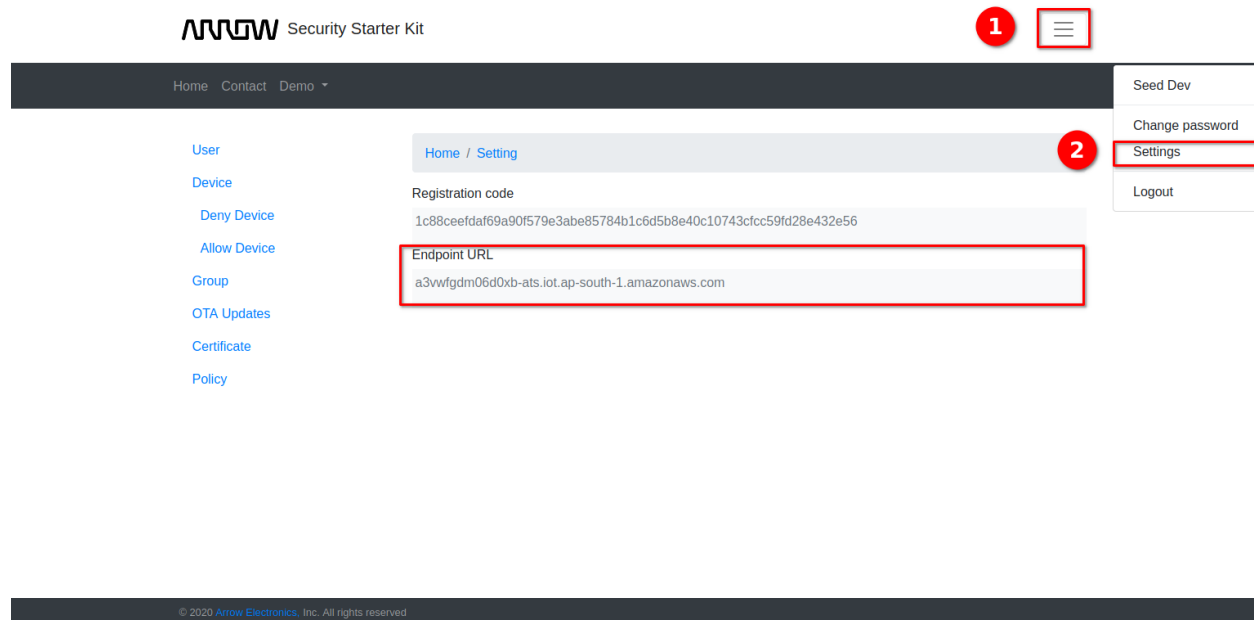 ARROW Security Starter Kit
1
Home Contact Demo
Seed Dev
Change password
2
Settings
Logout
User
Device
Deny Device
Allow Device
Group
OTA Updates
Certificate
Policy
Home / Setting
Registration code
1c88ceefdaf69a90f579e3abe85784b1c6d5b8e40c10743cfcc59fd28e432e56
Endpoint URL
a3vwfgdm06d0xb-ats.iot.ap-south-1.amazonaws.com
© 2020 Arrow Electronics. Inc. All rights reserved